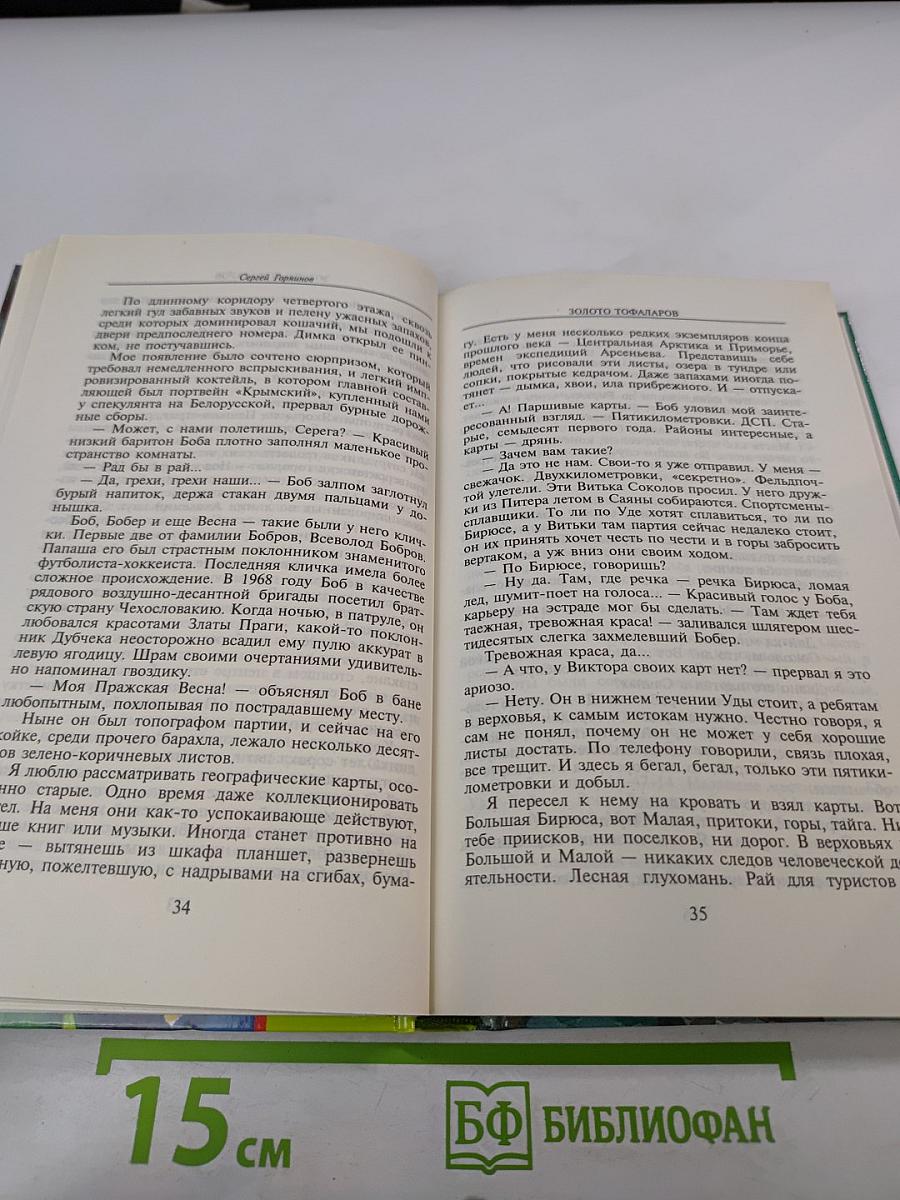 Сергей Горяинов
По длинному коридору четвертого этажа, сквозь
легкий гул забавных звуков и пелену ужасных запахов,
среди которых доминировал кошачий, мы подошли к
двери предпоследнего номера. Димка открыл ее пин-
ком, не постучавшись.
Мое появление было сочтено сюрпризом, который
требовал немедленного вспрыскивания, и легкий имп-
ровизированный коктейль, в котором главной состав-
ляющей был портвейн «Крымский», купленный нами
у спекулянта на Белорусской, прервал бурные дорож-
ные сборы.
— Может, с нами полетишь, Серега? — Красивый
низкий баритон Боба плотно заполнял маленькое про-
странство комнаты.
— Рад бы в рай...
— Да, грехи, грехи наши... — Боб залпом заглотнул
бурый напиток, держа стакан двумя пальцами у до-
нышка.
Боб, Бобер и еще Весна — такие были у него клич-
ки. Первые две от фамилии Бобров, Всеволод Бобров.
Папаша его был страстным поклонником знаменитого
футболиста-хоккеиста. Последняя кличка имела более
сложное происхождение. В 1968 году Боб в качестве
рядового воздушно-десантной бригады посетил брат-
скую страну Чехословакию. Когда ночью, в патруле, он
любовался красотами Златы Праги, какой-то поклон-
ник Дубчека неосторожно всадил ему пулю аккурат в
левую ягодицу. Шрам своими очертаниями удивитель-
но напоминал гвоздику.
— Моя Пражская Весна! — объяснял Боб в бане
любопытным, похлопывая по пострадавшему месту.
Ныне он был топографом партии, и сейчас на его
койке, среди прочего барахла, лежало несколько десят-
ов зелено-коричневых листов.
Я люблю рассматривать географические карты, осо-
нно старые. Одно время даже коллекционировать
тел. На меня они как-то успокаивающе действуют,
ше книг или музыки. Иногда станет противно на
е — вытянешь из шкафа планшет, развернешь
ную, пожелтевшую, с надрывами на сгибах, бума-
34
ЗОЛОТО ТОФАЛАРОВ
гу. Есть у меня несколько редких экземпляров конца
прошлого века — Центральная Арктика и Приморье,
времен экспедиций Арсеньева. Представишь себе
людей, что рисовали эти листы, озера в тундре или
сопки, покрытые кедрачом. Даже запахами иногда по-
тянет — дымка, хвои, ила прибрежного. И — отпуска-
ет...
— А! Паршивые карты. — Боб уловил мой заинте-
ресованный взгляд. — Пятикилометровки. ДСП. Ста-
рые, семьдесят первого года. Районы интересные, а
карты — дрянь.
— Зачем вам такие?
— Да это не нам. Свои-то я уже отправил. У меня —
свежачок. Двухкилометровки, «секретно». Фельдпоч-
той улетели. Эти Витька Соколов просил. У него друж-
ки из Питера летом в Саяны собираются. Спортсмены-
сплавщики. То ли по Уде хотят сплавиться, то ли по
Бирюсе, а у Витьки там партия сейчас недалеко стоит,
он их принять хочет честь по чести и в горы забросить
вертаком, а уж вниз они своим ходом.
— По Бирюсе, говоришь?
— Ну да. Там, где речка — речка Бирюса, ломая
лед, шумит-поет на голоса... — Красивый голос у Боба,
карьеру на эстраде мог бы сделать. — Там ждет тебя
таежная, тревожная краса! — заливался шлягером шес-
тидесятых слегка захмелевший Бобер.
Тревожная краса, да...
— А что, у Виктора своих карт нет? — прервал я это
ариозо.
— Нету. Он в нижнем течении Уды стоит, а ребятам
в верховья, к самым истокам нужно. Честно говоря, я
сам не понял, почему он не может у себя хорошие
листы достать. По телефону говорили, связь плохая,
все трещит. И здесь я бегал, бегал, только эти пятики-
лометровки и добыл.
Я пересел к нему на кровать и взял карты. Вот
Большая Бирюса, вот Малая, притоки, горы, тайга. Ни
тебе приисков, ни поселков, ни дорог. В верховьях
Большой и Малой — никаких следов человеческой де
ятельности. Лесная глухомань. Рай для туристов
35
15 см
БФ БИБЛИОФАН